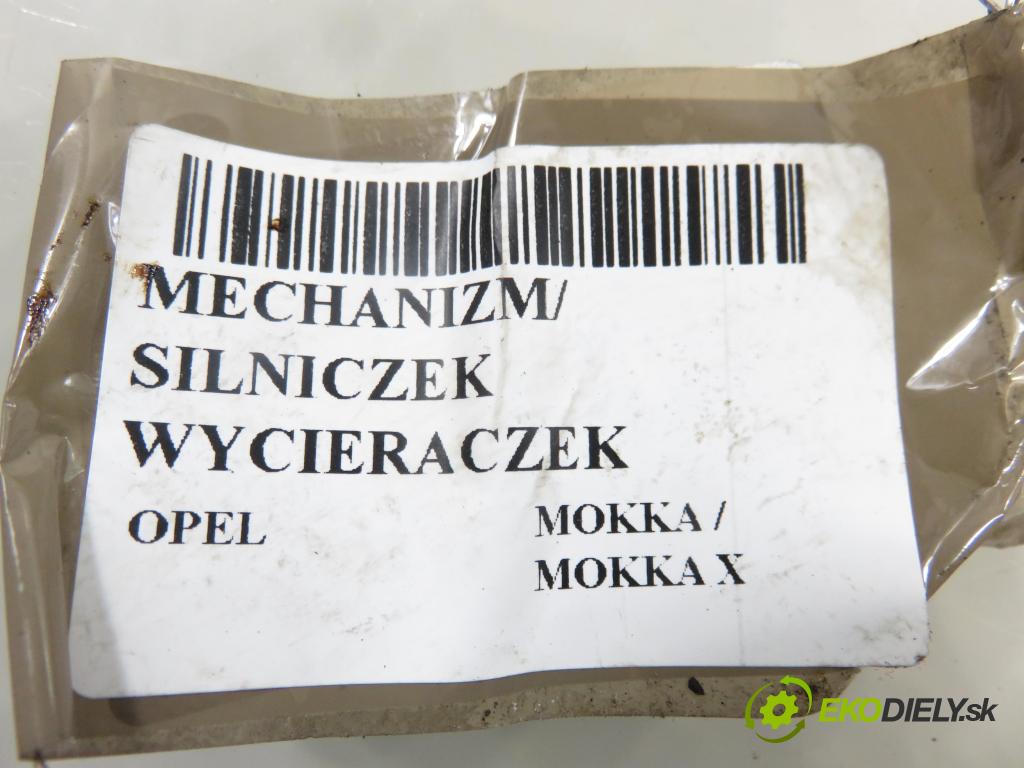 MECHANIZM/
SILNICZEK
WYCIERACZEK
OPEL
MOKKA /
MOKKA X
EKODIELY.sk